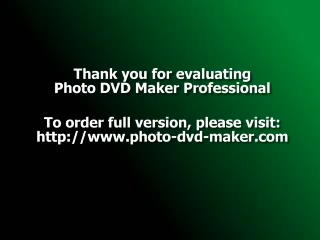 Thank you for evaluating
Photo DVD Maker Professional
To order full version, please visit:
http://www.photo-dvd-maker.com